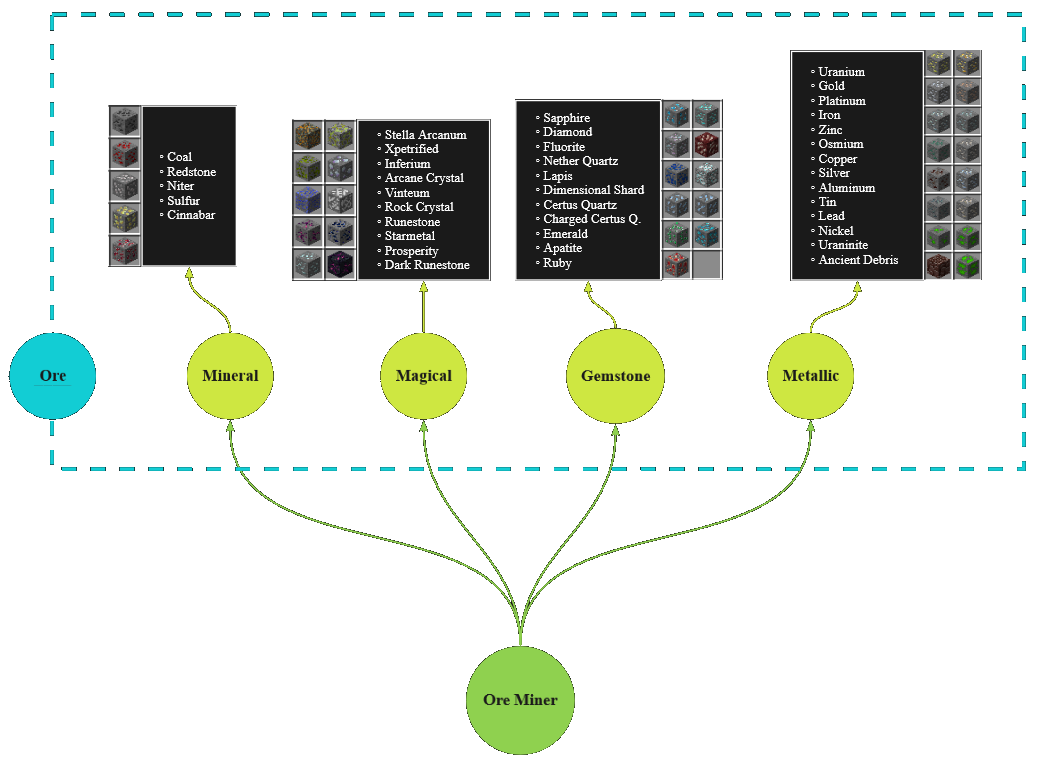 ◦ Coal
◦ Redstone
◦ Niter
◦ Sulfur
◦ Cinnabar
◦ Stella Arcanum
◦ Xpetrified
◦ Inferium
◦ Arcane Crystal
◦ Vinteum
◦ Rock Crystal
◦ Runestone
◦ Starmetal
◦ Prosperity
◦ Dark Runestone
◦ Sapphire
◦ Diamond
◦ Fluorite
◦ Nether Quartz
◦ Lapis
◦ Dimensional Shard
◦ Certus Quartz
◦ Charged Certus Q.
◦ Emerald
◦ Apatite
◦ Ruby
◦ Uranium
◦ Gold
◦ Platinum
◦ Iron
◦ Zinc
◦ Osmium
◦ Copper
◦ Silver
◦ Aluminum
◦ Tin
◦ Lead
◦ Nickel
◦ Uraninite
◦ Ancient Debris
Ore
Mineral
Magical
Gemstone
Metallic
Ore Miner